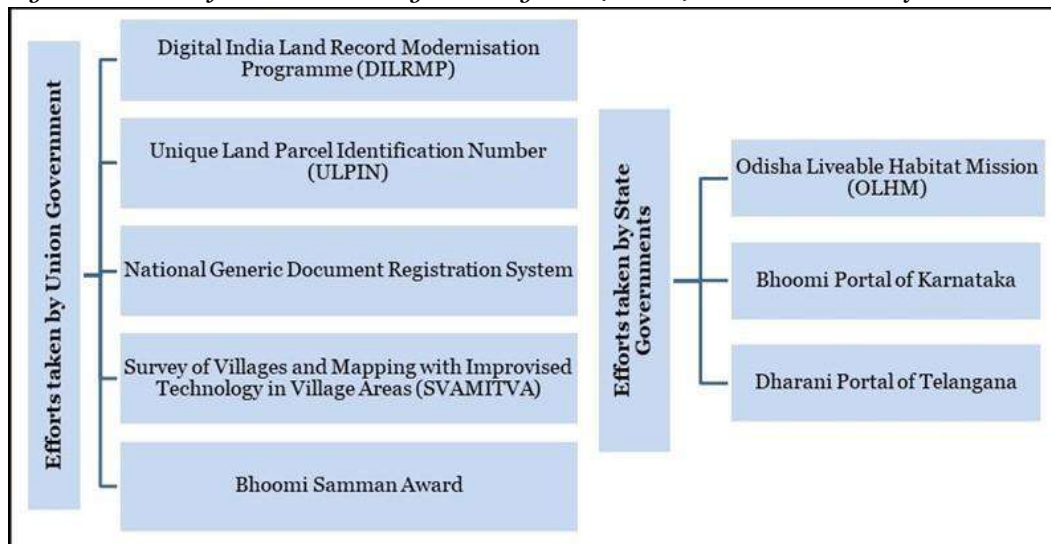 Efforts taken by Union Government
Digital India Land Record Modernisation
Programme (DILRMP)
Unique Land Parcel Identification Number
(ULPIN)
National Generic Document Registration System
Survey of Villages and Mapping with Improvised
Technology in Village Areas (SVAMITVA)
Bhoomi Samman Award
Efforts taken by State
Governments
Odisha Liveable Habitat Mission
(OLHM)
Bhoomi Portal of Karnataka
Dharani Portal of Telangana